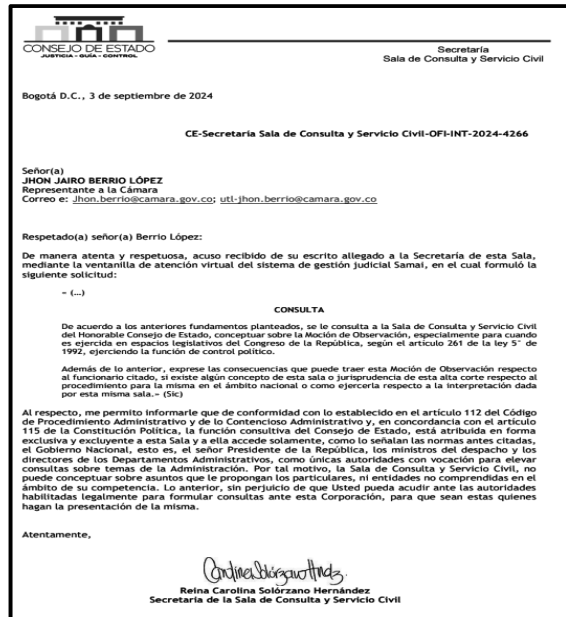 CONSEJO DE ESTADO
JUSTICIA - GUÍA - CONTROL
Secretaría
Sala de Consulta y Servicio Civil
Bogotá D.C., 3 de septiembre de 2024
CE-Secretaria Sala de Consulta y Servicio Civil-OFI-INT-2024-4266
Señor(a)
JHON JAIRO BERRIO LÓPEZ
Representante a la Cámara
Correo e: Jhon.berrio@camara.gov.co; utl-jhon.berrio@camara.gov.co
Respetado(a) señor(a) Berrio López:
De manera atenta y respetuosa, acuso recibido de su escrito allegado a la Secretaría de esta Sala,
mediante la ventanilla de atención virtual del sistema de gestión judicial Samai, en el cual formuló la
siguiente solicitud:
– (...)
CONSULTA
De acuerdo a los anteriores fundamentos planteados, se le consulta a la Sala de Consulta y Servicio Civil
del Honorable Consejo de Estado, conceptuar sobre la Moción de Observación, especialmente para cuando
es ejercida en espacios legislativos del Congreso de la República, según el artículo 261 de la ley 5° de
1992, ejerciendo la función de control político.
Además de lo anterior, exprese las consecuencias que puede traer esta Moción de Observación respecto
al funcionario citado, si existe algún concepto de esta sala o jurisprudencia de esta alta corte respecto al
procedimiento para la misma en el ámbito nacional o como ejercerla respecto a la interpretación dada
por esta misma sala.– (Sic)
Al respecto, me permito informarle que de conformidad con lo establecido en el artículo 112 del Código
de Procedimiento Administrativo y de lo Contencioso Administrativo y, en concordancia con el artículo
115 de la Constitución Política, la función consultiva del Consejo de Estado, está atribuida en forma
exclusiva y excluyente a esta Sala y a ella accede solamente, como lo señalan las normas antes citadas,
el Gobierno Nacional, esto es, el señor Presidente de la República, los ministros del despacho y los
directores de los Departamentos Administrativos, como únicas autoridades con vocación para elevar
consultas sobre temas de la Administración. Por tal motivo, la Sala de Consulta y Servicio Civil, no
puede conceptuar sobre asuntos que le propongan los particulares, ni entidades no comprendidas en el
ámbito de su competencia. Lo anterior, sin perjuicio de que Usted pueda acudir ante las autoridades
habilitadas legalmente para formular consultas ante esta Corporación, para que sean estas quienes
hagan la presentación de la misma.
Atentamente,
Reina Carolina Solórzano Hernández
Secretaria de la Sala de Consulta y Servicio Civil